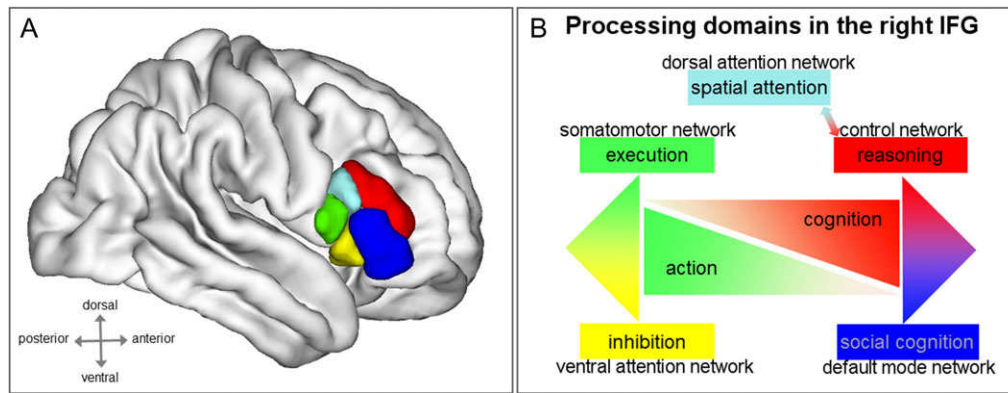 A
dorsal
posterior
anterior
ventral
B
Processing domains in the right IFG
dorsal attention network
spatial attention
somatomotor network
control network
execution
reasoning
cognition
action
inhibition
social cognition
ventral attention network
default mode network